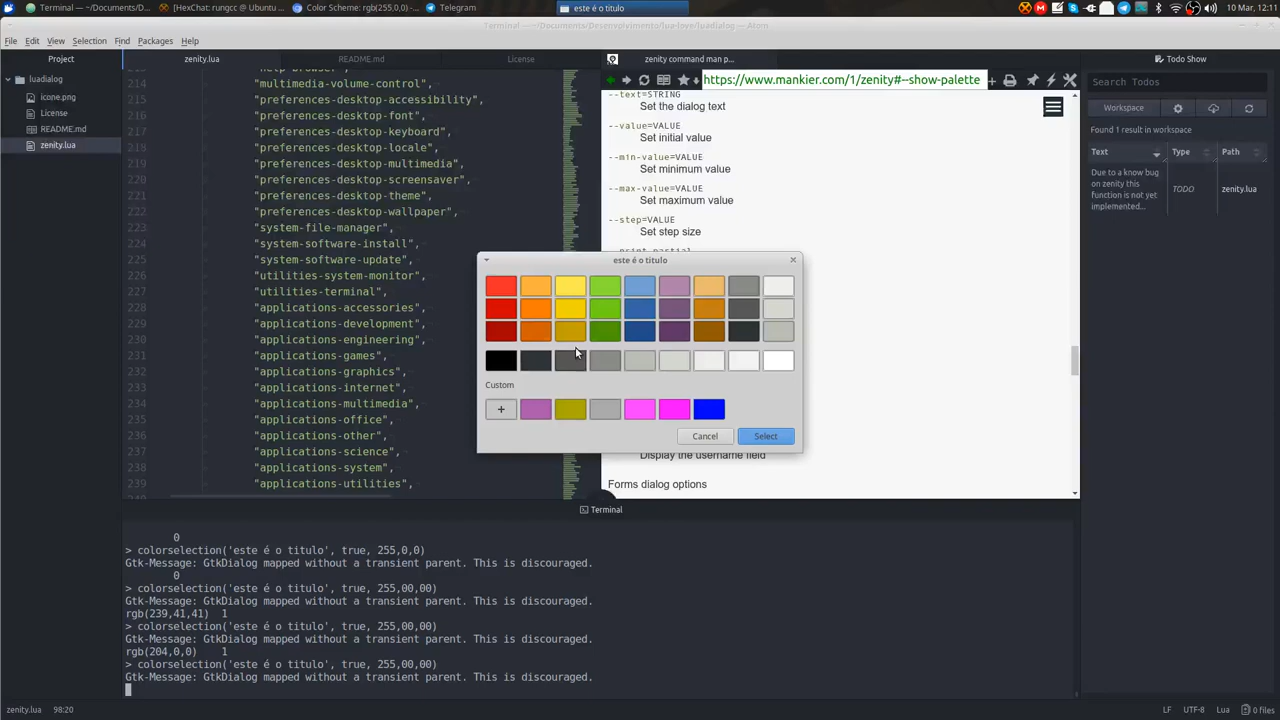 Terminal - ~/Documents/D...
[HexChat: rungcc @ Ubuntu ...
Color Scheme: rgb(255,0,0)-...
Telegram
este é o titulo
10 Mar, 12:11
Terminal - ~/Documents/Desenvolvimento/lua-love/luadialog — Atom
File Edit View Selection Find Packages Help
Project
zenity.lua
README.md
License
zenity command man p...
Todo Show
luadialog
icone.png
License
README.md
zenity.lua
https://www.mankier.com/1/zenity#--show-palette
Search Todos
Workspace
Found 1 result in workspace
Text Type Path
Due to a know bug
on zenity this
function is not yet
implemented...
TODO
zenity.lua
213 "help-browser",
214 "multimedia-volume-control",
215 "preferences-desktop-accessibility",
216 "preferences-desktop-font",
217 "preferences-desktop-keyboard",
218 "preferences-desktop-locale",
219 "preferences-desktop-multimedia",
220 "preferences-desktop-screensaver",
221 "preferences-desktop-theme",
222 "preferences-desktop-wallpaper",
223 "system-file-manager",
224 "system-software-install",
225 "system-software-update",
226 "utilities-system-monitor",
227 "utilities-terminal",
228 "applications-accessories",
229 "applications-development",
230 "applications-engineering",
231 "applications-games",
232 "applications-graphics",
233 "applications-internet",
234 "applications-multimedia",
235 "applications-office",
236 "applications-other",
237 "applications-science",
238 "applications-system",
239 "applications-utilities",
--text=STRING
Set the dialog text
--value=VALUE
Set initial value
--min-value=VALUE
Set minimum value
--max-value=VALUE
Set maximum value
--step=VALUE
Set step size
--print-partial
este é o titulo
Custom
+
Cancel
Select
Display the username field
Forms dialog options
Terminal
0
> colorselection('este é o titulo', true, 255,0,0)
Gtk-Message: GtkDialog mapped without a transient parent. This is discouraged.
0
> colorselection('este é o titulo', true, 255,00,00)
Gtk-Message: GtkDialog mapped without a transient parent. This is discouraged.
rgb(239,41,41) 1
> colorselection('este é o titulo', true, 255,00,00)
Gtk-Message: GtkDialog mapped without a transient parent. This is discouraged.
rgb(204,0,0) 1
> colorselection('este é o titulo', true, 255,00,00)
Gtk-Message: GtkDialog mapped without a transient parent. This is discouraged.
zenity.lua 98:20
LF UTF-8 Lua 0 files